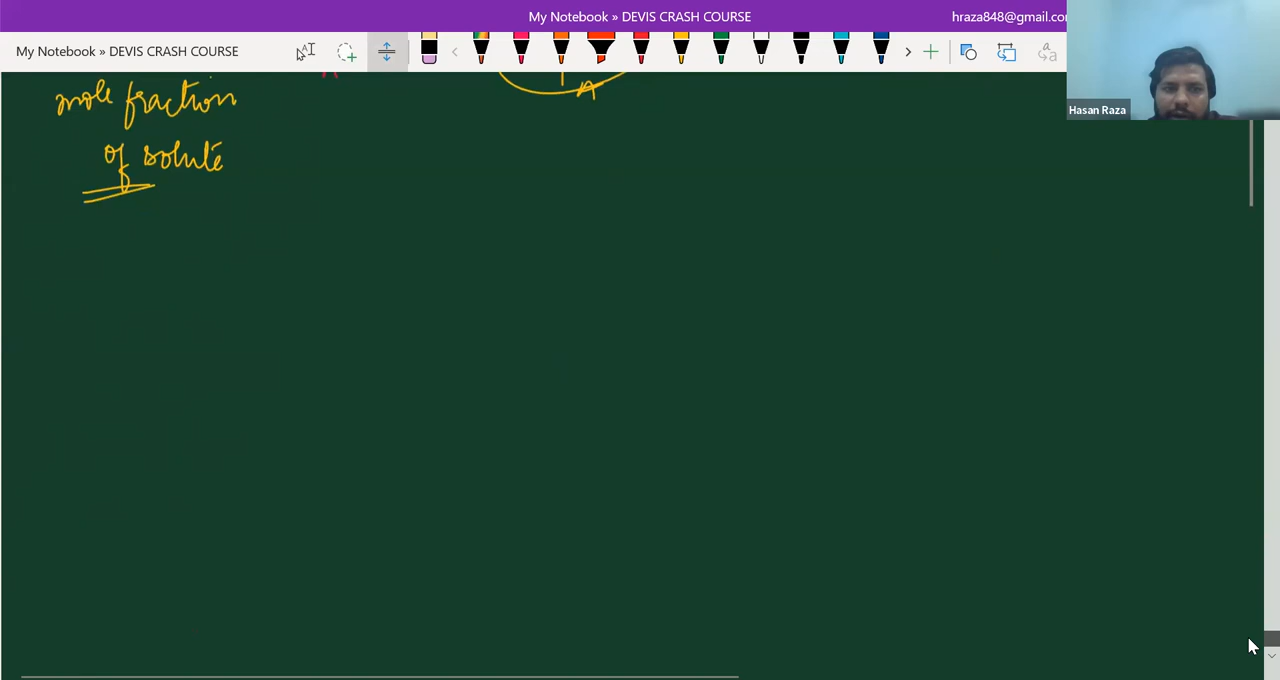 My Notebook » DEVIS CRASH COURSE
hraza848@gmail.co
My Notebook » DEVIS CRASH COURSE
Hasan Raza
mole fraction
of solute
A